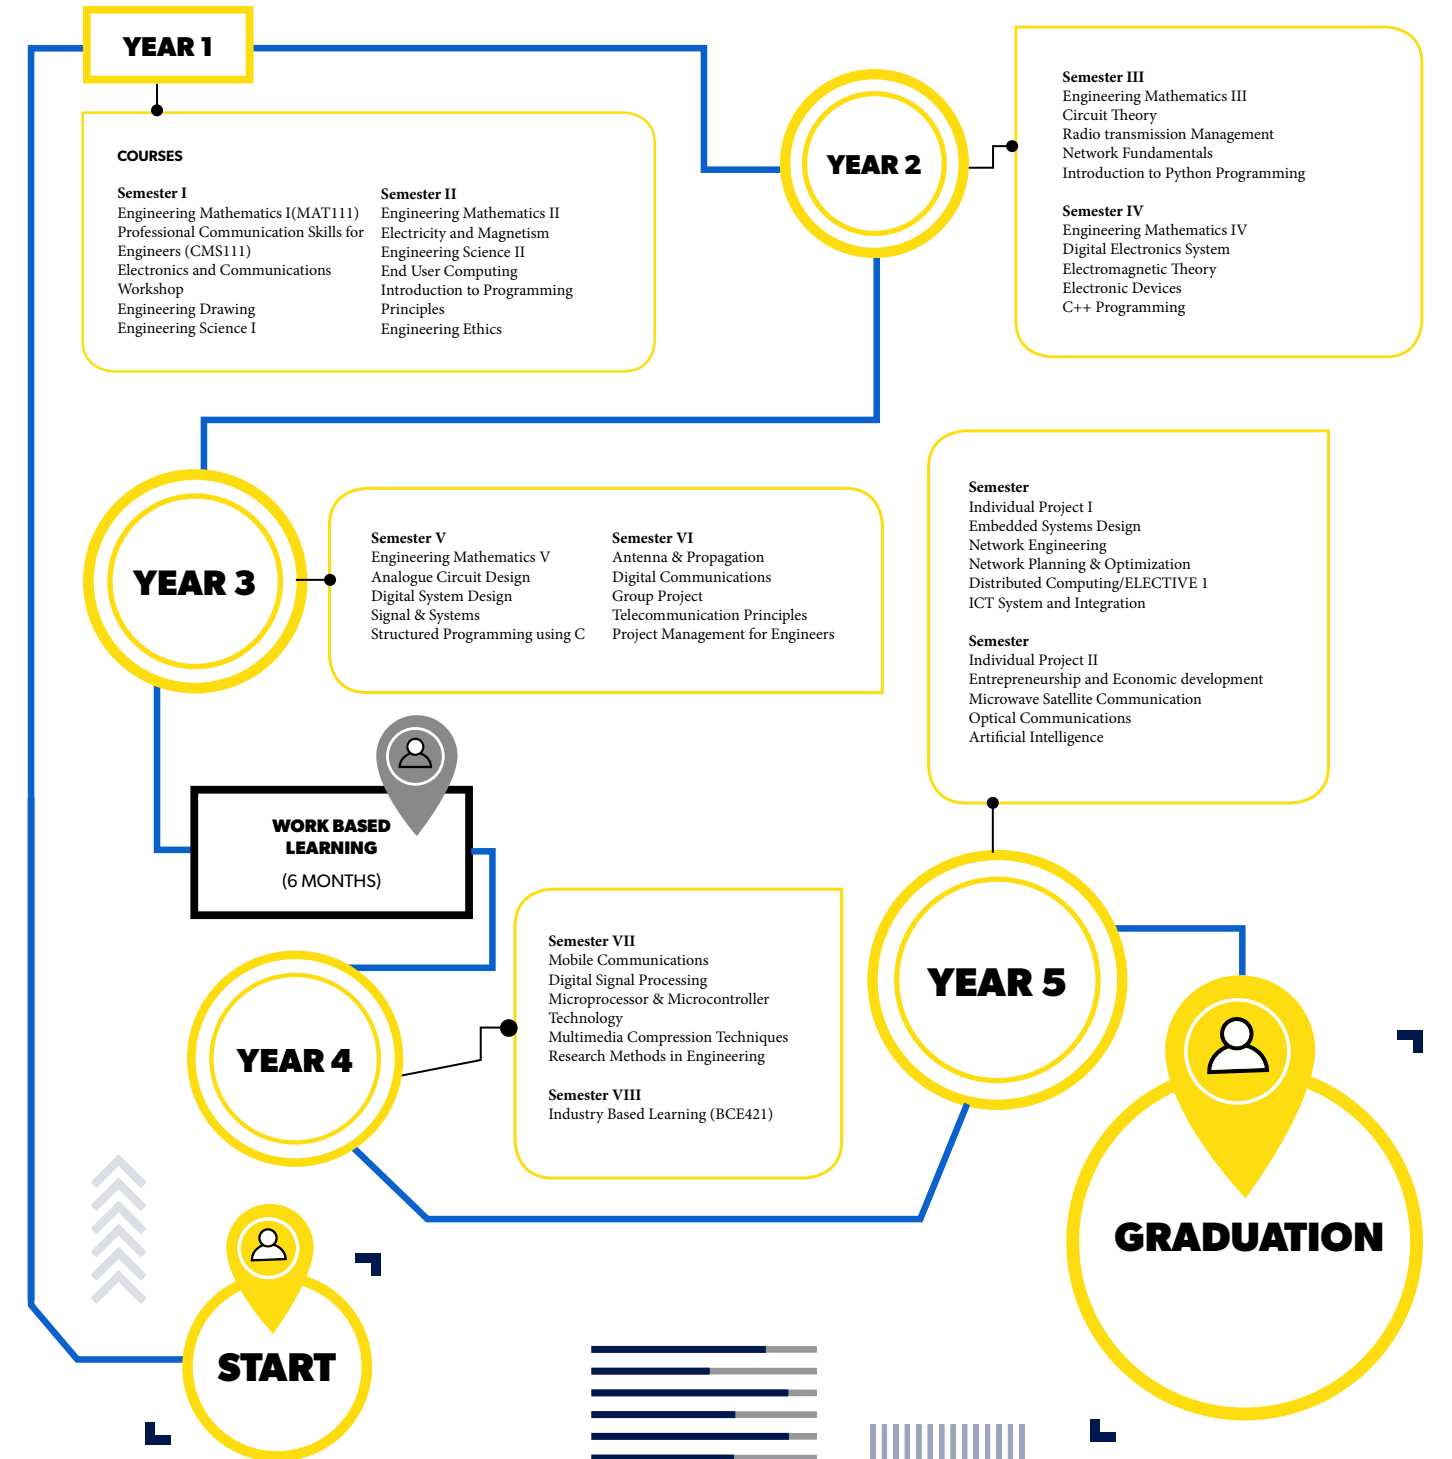 YEAR 1
COURSES
Semester I
Engineering Mathematics I(MAT111)
Professional Communication Skills for
Engineers (CMS111)
Electronics and Communications
Workshop
Engineering Drawing
Engineering Science I
Semester II
Engineering Mathematics II
Electricity and Magnetism
Engineering Science II
End User Computing
Introduction to Programming
Principles
Engineering Ethics
YEAR 2
Semester III
Engineering Mathematics III
Circuit Theory
Radio transmission Management
Network Fundamentals
Introduction to Python Programming
Semester IV
Engineering Mathematics IV
Digital Electronics System
Electromagnetic Theory
Electronic Devices
C++ Programming
YEAR 3
Semester V
Engineering Mathematics V
Analogue Circuit Design
Digital System Design
Signal & Systems
Structured Programming using C
Semester VI
Antenna & Propagation
Digital Communications
Group Project
Telecommunication Principles
Project Management for Engineers
WORK BASED
LEARNING
(6 MONTHS)
YEAR 4
Semester VII
Mobile Communications
Digital Signal Processing
Microprocessor & Microcontroller
Technology
Multimedia Compression Techniques
Research Methods in Engineering
Semester VIII
Industry Based Learning (BCE421)
Semester
Individual Project I
Embedded Systems Design
Network Engineering
Network Planning & Optimization
Distributed Computing/ELECTIVE 1
ICT System and Integration
Semester
Individual Project II
Entrepreneurship and Economic development
Microwave Satellite Communication
Optical Communications
Artificial Intelligence
YEAR 5
GRADUATION
START